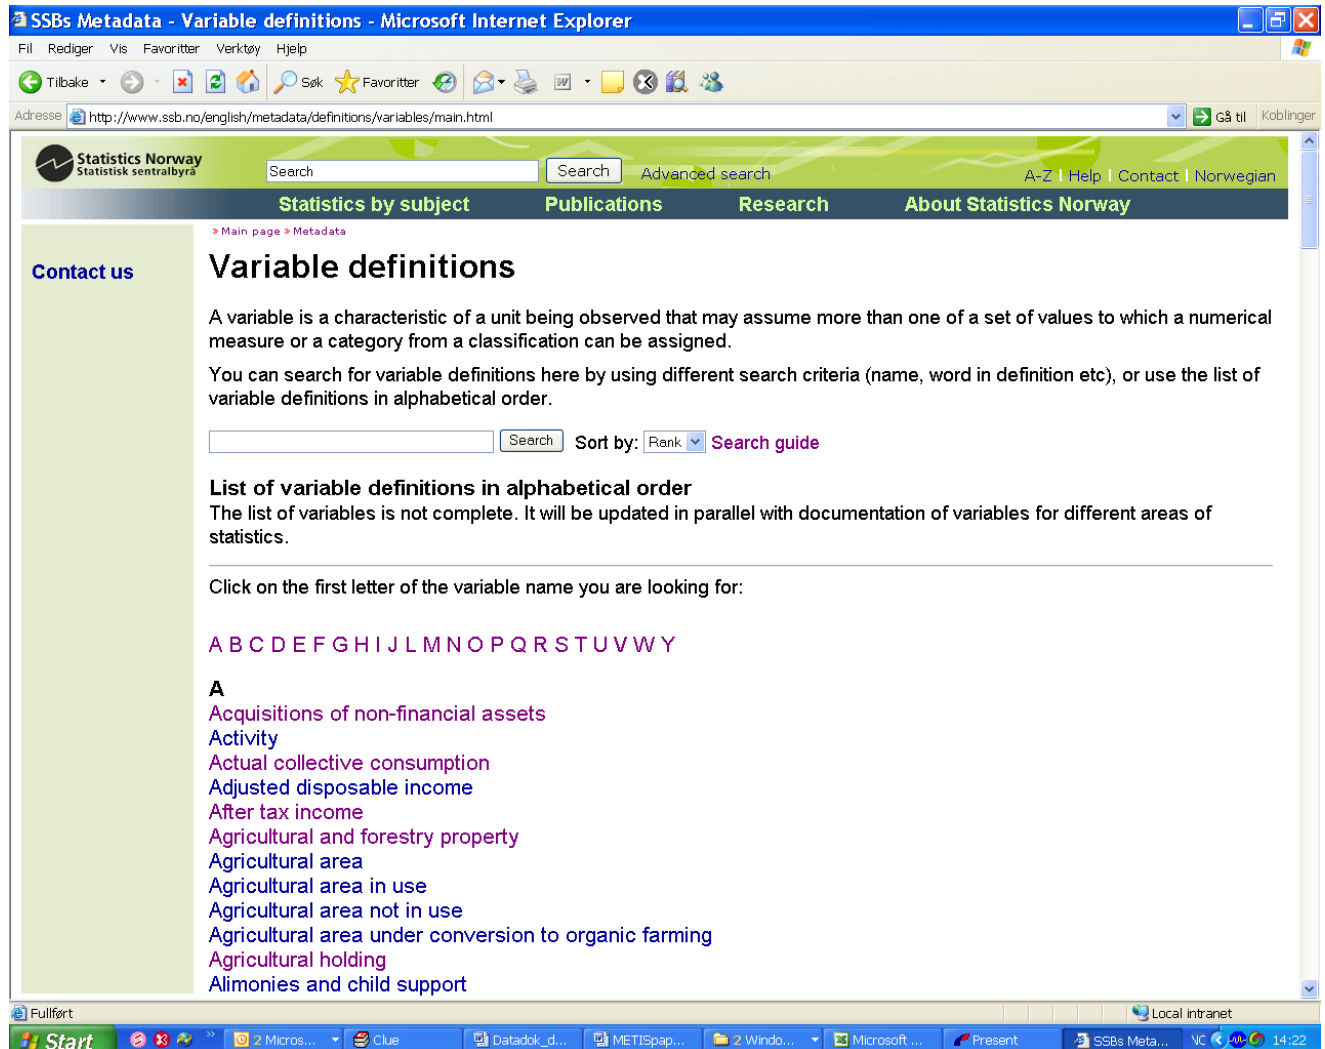 SSBs Metadata - Variable definitions - Microsoft Internet Explorer
Fil Rediger Vis Favoritter Verktøy Hjelp
Tilbake Søk Favoritter
Adresse http://www.ssb.no/english/metadata/definitions/variables/main.html Gå til Koblinger
Statistics Norway
Statistisk sentralbyrå
Search Search Advanced search
A-Z | Help | Contact | Norwegian
Statistics by subject Publications Research About Statistics Norway
» Main page » Metadata
Contact us
Variable definitions
A variable is a characteristic of a unit being observed that may assume more than one of a set of values to which a numerical
measure or a category from a classification can be assigned.
You can search for variable definitions here by using different search criteria (name, word in definition etc), or use the list of
variable definitions in alphabetical order.
Search Sort by: Rank Search guide
List of variable definitions in alphabetical order
The list of variables is not complete. It will be updated in parallel with documentation of variables for different areas of
statistics.
Click on the first letter of the variable name you are looking for:
A B C D E F G H I J L M N O P Q R S T U V W Y
A
Acquisitions of non-financial assets
Activity
Actual collective consumption
Adjusted disposable income
After tax income
Agricultural and forestry property
Agricultural area
Agricultural area in use
Agricultural area not in use
Agricultural area under conversion to organic farming
Agricultural holding
Alimonies and child support
Fullført Local intranet
Start » 2 Micros... Clue Datadok_d... METISpap... 2 Windo... Microsoft ... Present SSBs Meta... NC 14:22